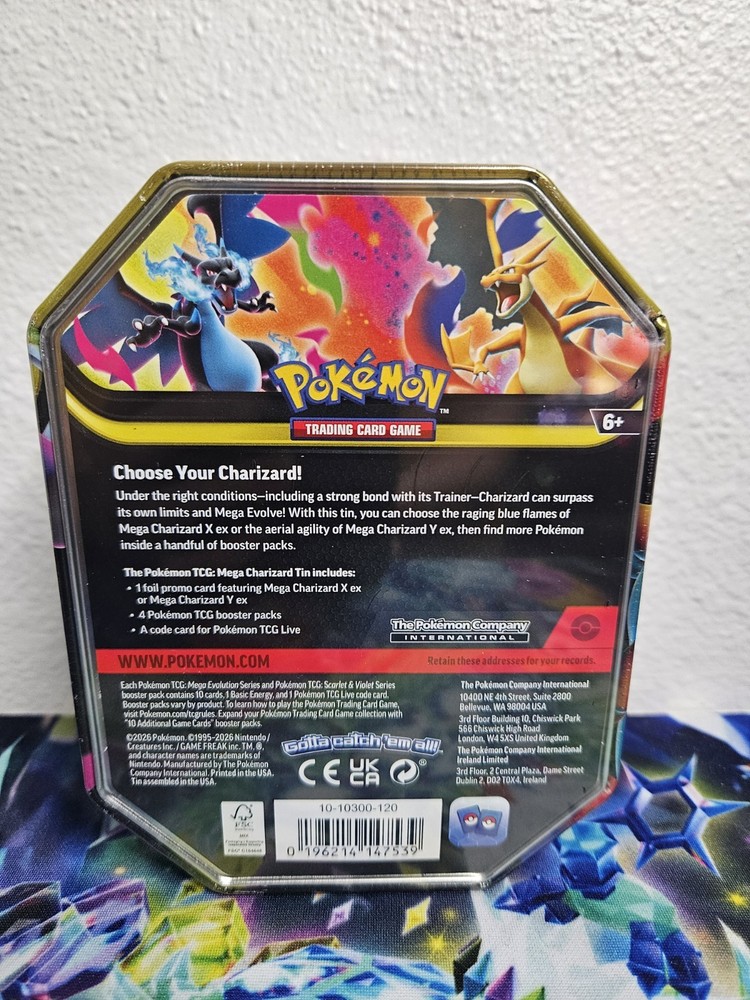 POKéMON™
TRADING CARD GAME
6+
Choose Your Charizard!
Under the right conditions—including a strong bond with its Trainer—Charizard can surpass
its own limits and Mega Evolve! With this tin, you can choose the raging blue flames of
Mega Charizard X ex or the aerial agility of Mega Charizard Y ex, then find more Pokémon
inside a handful of booster packs.
The Pokémon TCG: Mega Charizard Tin includes:
• 1 foil promo card featuring Mega Charizard X ex
or Mega Charizard Y ex
• 4 Pokémon TCG booster packs
• A code card for Pokémon TCG Live
The Pokémon Company
INTERNATIONAL
WWW.POKEMON.COM
Retain these addresses for your records.
Each Pokémon TCG: Mega Evolution Series and Pokémon TCG: Scarlet & Violet Series
booster pack contains 10 cards, 1 Basic Energy, and 1 Pokémon TCG Live code card.
Booster packs vary by product. To learn how to play the Pokémon Trading Card Game,
visit Pokemon.com/tcgrules. Expand your Pokémon Trading Card Game collection with
"10 Additional Game Cards" booster packs.
©2026 Pokémon. ©1995–2026 Nintendo /
Creatures Inc. / GAME FREAK inc. TM, ®,
and character names are trademarks of
Nintendo. Manufactured by The Pokémon
Company International. Printed in the USA.
Tin assembled in the USA.
Gotta catch 'em all!
®
CE UK
CA
The Pokémon Company International
10400 NE 4th Street, Suite 2800
Bellevue, WA 98004 USA
3rd Floor Building 10, Chiswick Park
566 Chiswick High Road
London, W4 5XS United Kingdom
The Pokémon Company International
Ireland Limited
3rd Floor, 2 Central Plaza, Dame Street
Dublin 2, D02 T0X4, Ireland
FSC
MIX
10-10300-120
0 196214 147539